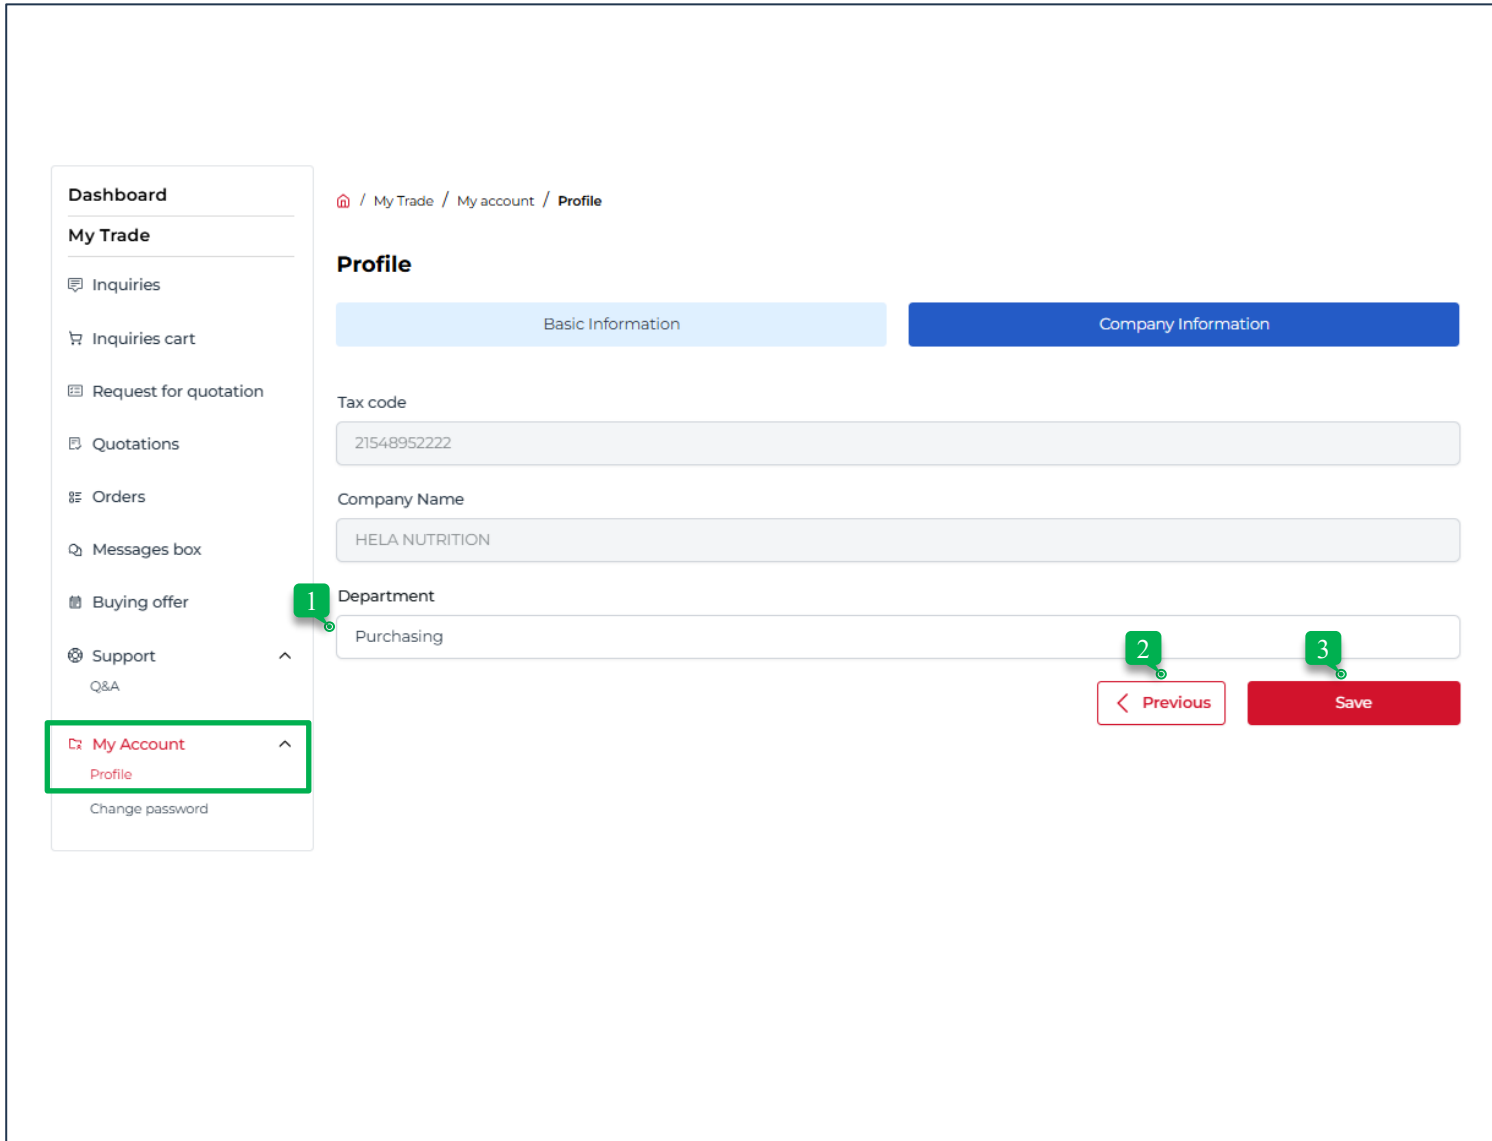 Dashboard
My Trade
Inquiries
Inquiries cart
Request for quotation
Quotations
Orders
Messages box
Buying offer
Support
Q&A
My Account
Profile
Change password
/ My Trade / My account / Profile
Profile
Basic Information
Company Information
Tax code
21548952222
Company Name
HELA NUTRITION
1
Department
Purchasing
2
3
Previous
Save